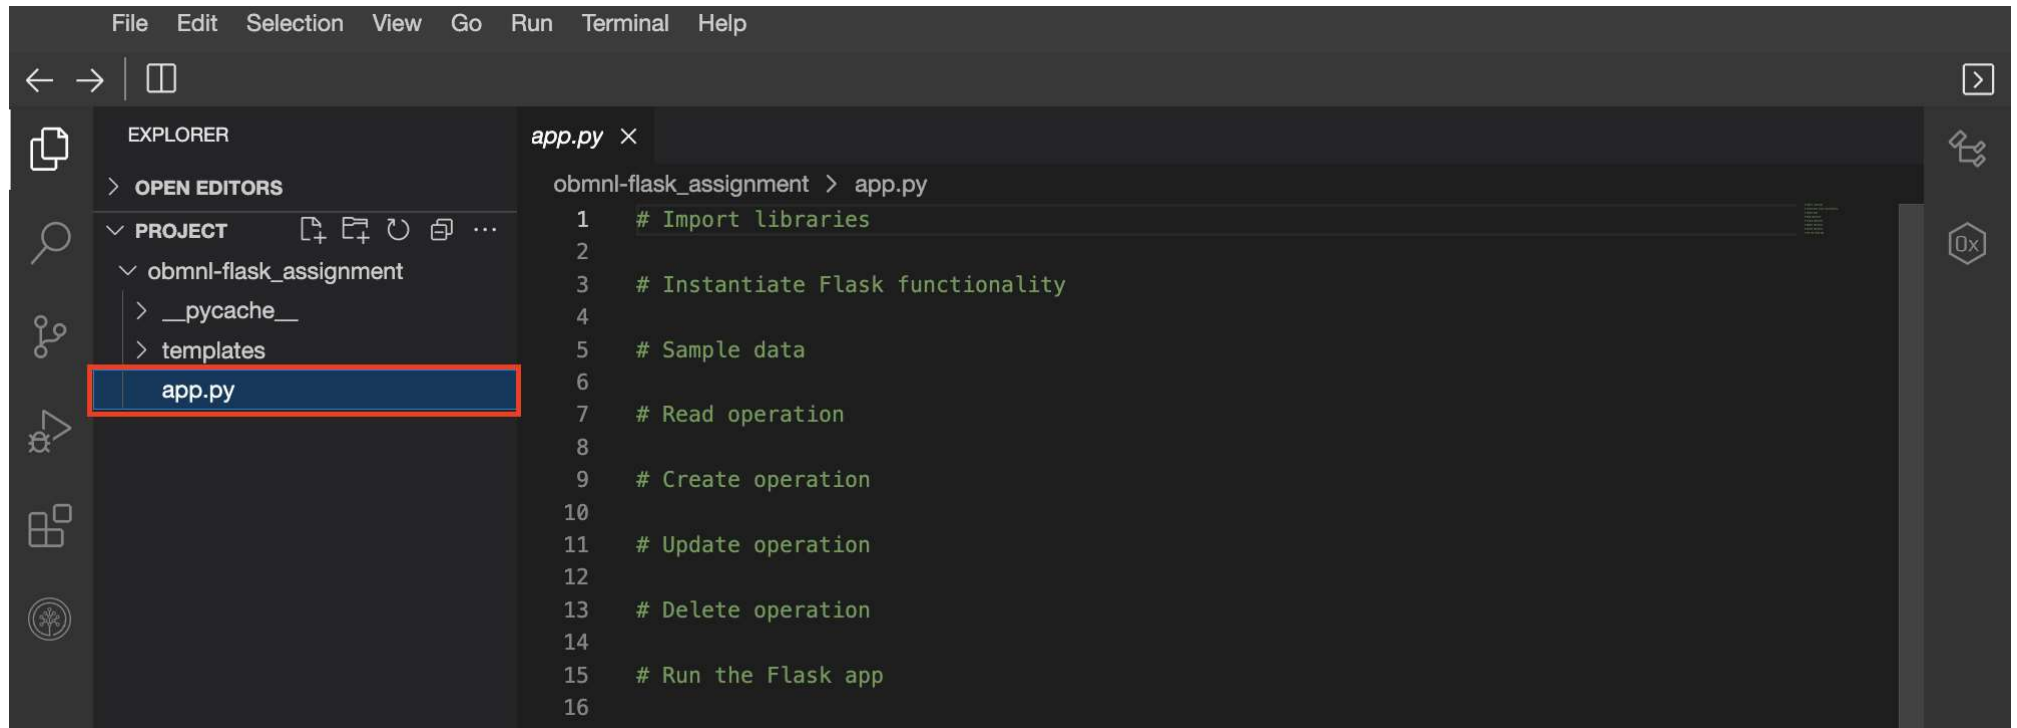 File Edit Selection View Go Run Terminal Help
EXPLORER
OPEN EDITORS
PROJECT
obmnl-flask_assignment
__pycache__
templates
app.py
app.py
obmnl-flask_assignment > app.py
1 # Import libraries
2
3 # Instantiate Flask functionality
4
5 # Sample data
6
7 # Read operation
8
9 # Create operation
10
11 # Update operation
12
13 # Delete operation
14
15 # Run the Flask app
16
0x